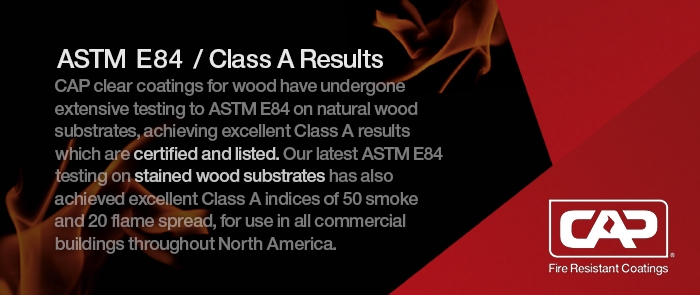 ASTM E84 / Class A Results
CAP clear coatings for wood have undergone
extensive testing to ASTM E84 on natural wood
substrates, achieving excellent Class A results
which are certified and listed. Our latest ASTM E84
testing on stained wood substrates has also
achieved excellent Class A indices of 50 smoke
and 20 flame spread, for use in all commercial
buildings throughout North America.
CAP®
Fire Resistant Coatings